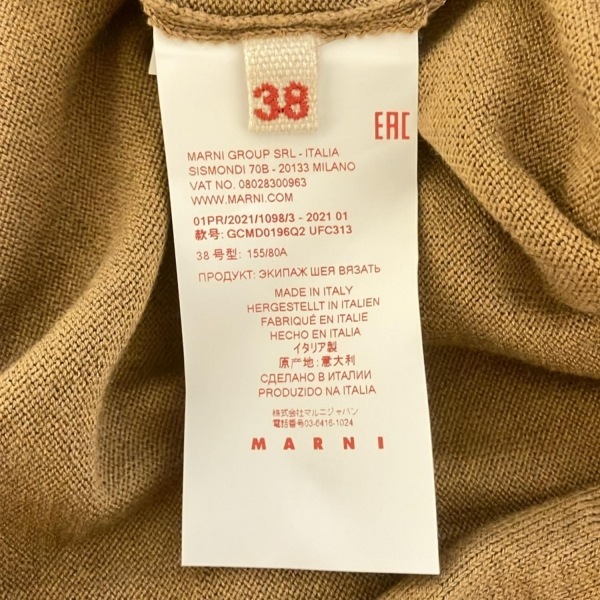 38
EAC
MARNI GROUP SRL - ITALIA
SISMONDI 70B - 20133 MILANO
VAT NO. 08028300963
WWW.MARNI.COM
01PR/2021/1098/3 - 2021 01
款号: GCMD0196Q2 UFC313
38 号型: 155/80A
ПРОДУКТ: ЭКИПАЖ ШЕЯ ВЯЗАТЬ
MADE IN ITALY
HERGESTELLT IN ITALIEN
FABRIQUÉ EN ITALIE
HECHO EN ITALIA
イタリア製
原产地: 意大利
СДЕЛАНО В ИТАЛИИ
PRODUZIDO NA ITALIA
株式会社マルニジャパン
電話番号03-6416-1024
MARNI